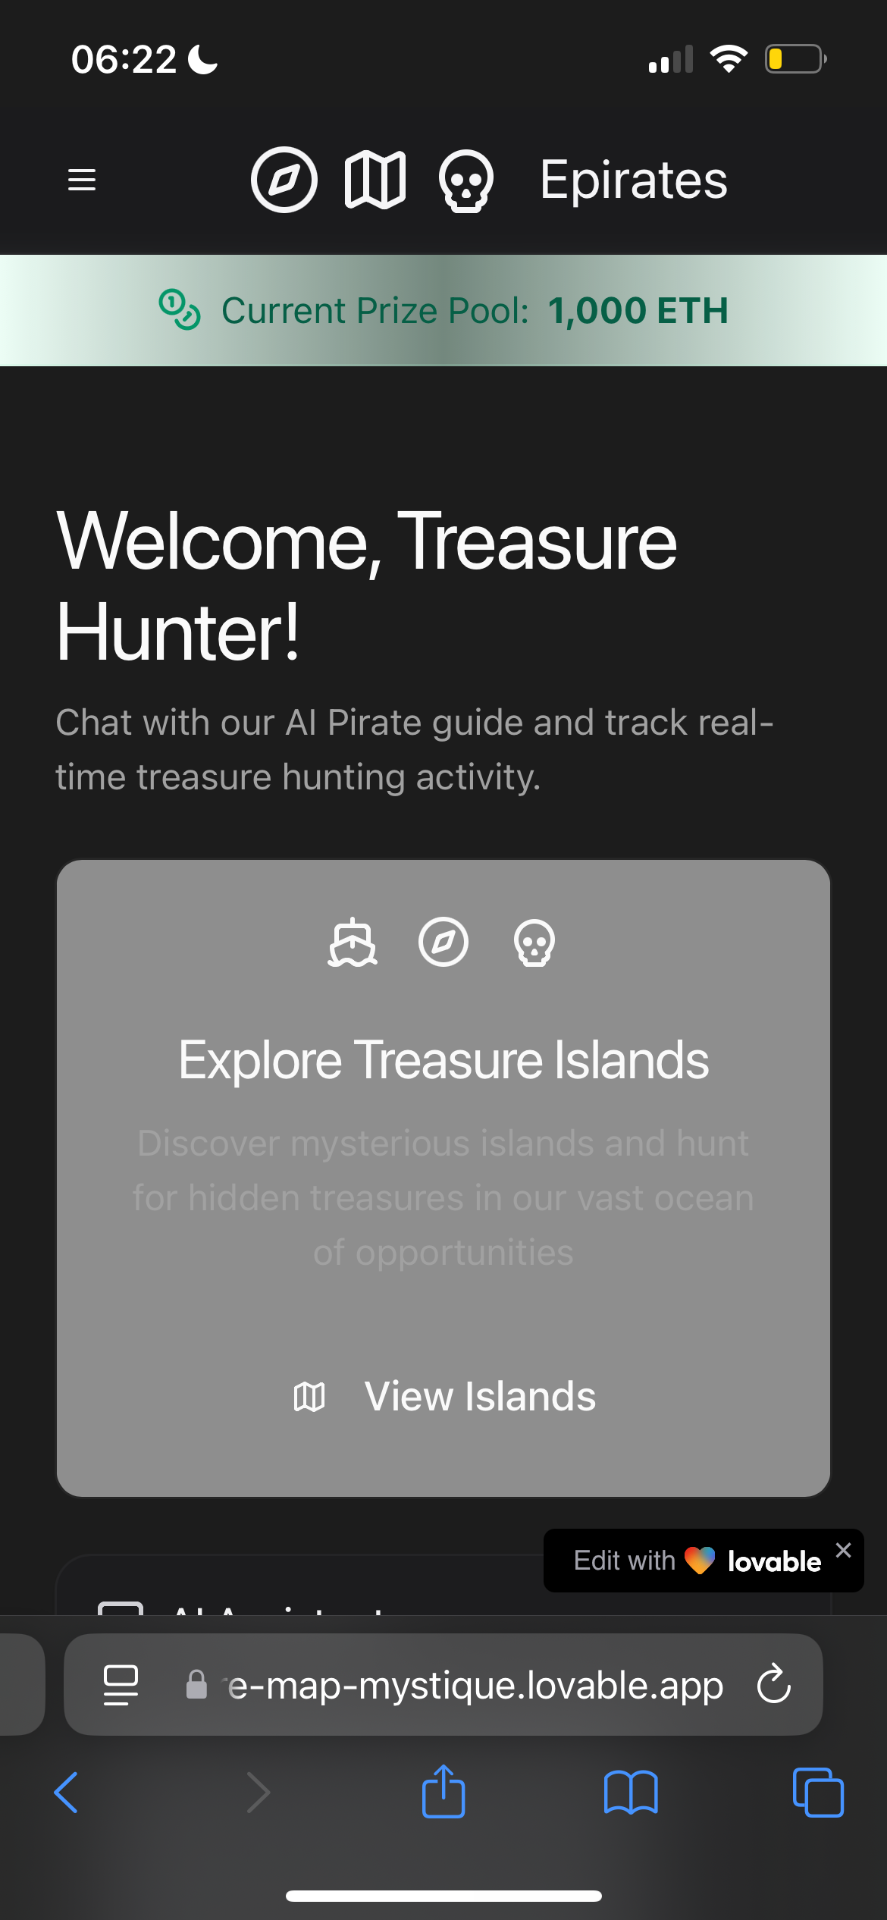 06:22
Epirates
Current Prize Pool: 1,000 ETH
Welcome, Treasure
Hunter!
Chat with our AI Pirate guide and track real-
time treasure hunting activity.
Explore Treasure Islands
Discover mysterious islands and hunt
for hidden treasures in our vast ocean
of opportunities
View Islands
Edit with lovable
AI Assistant
e-map-mystique.lovable.app